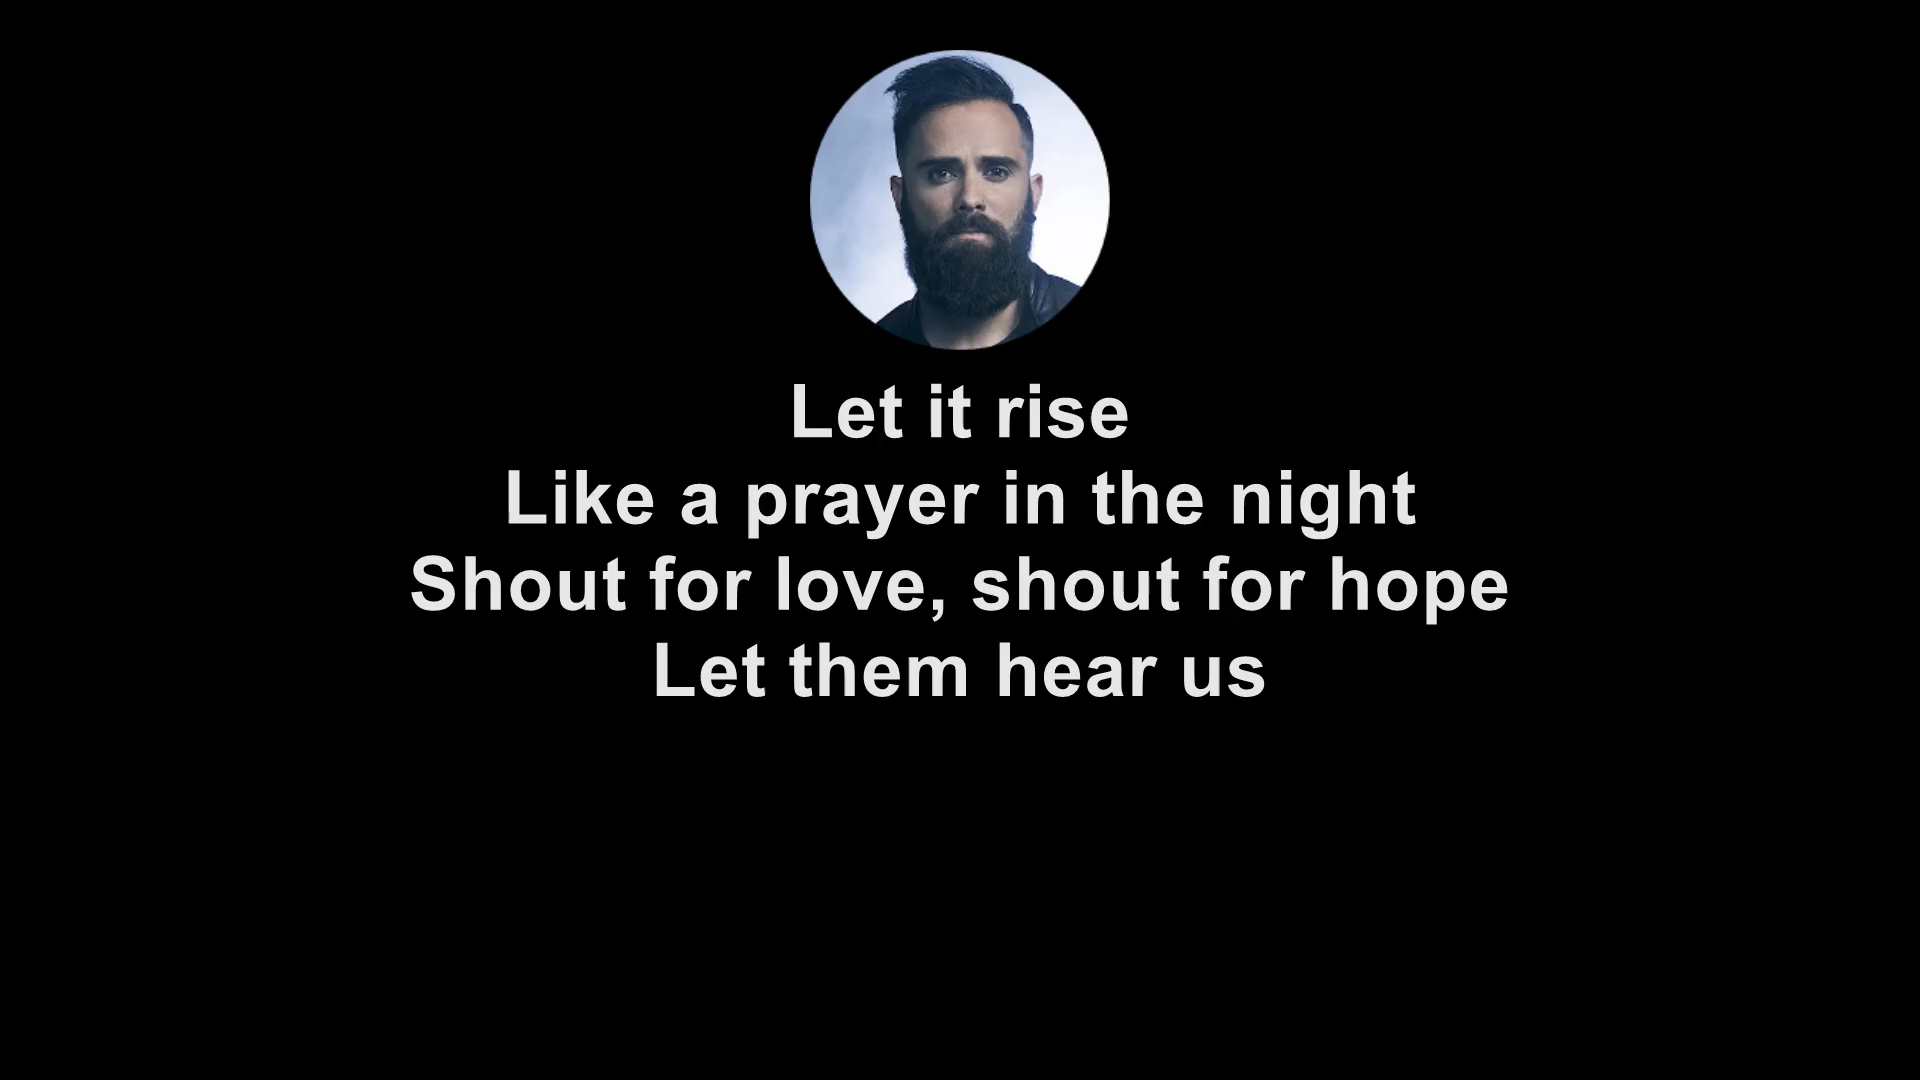 Let it rise
Like a prayer in the night
Shout for love, shout for hope
Let them hear us